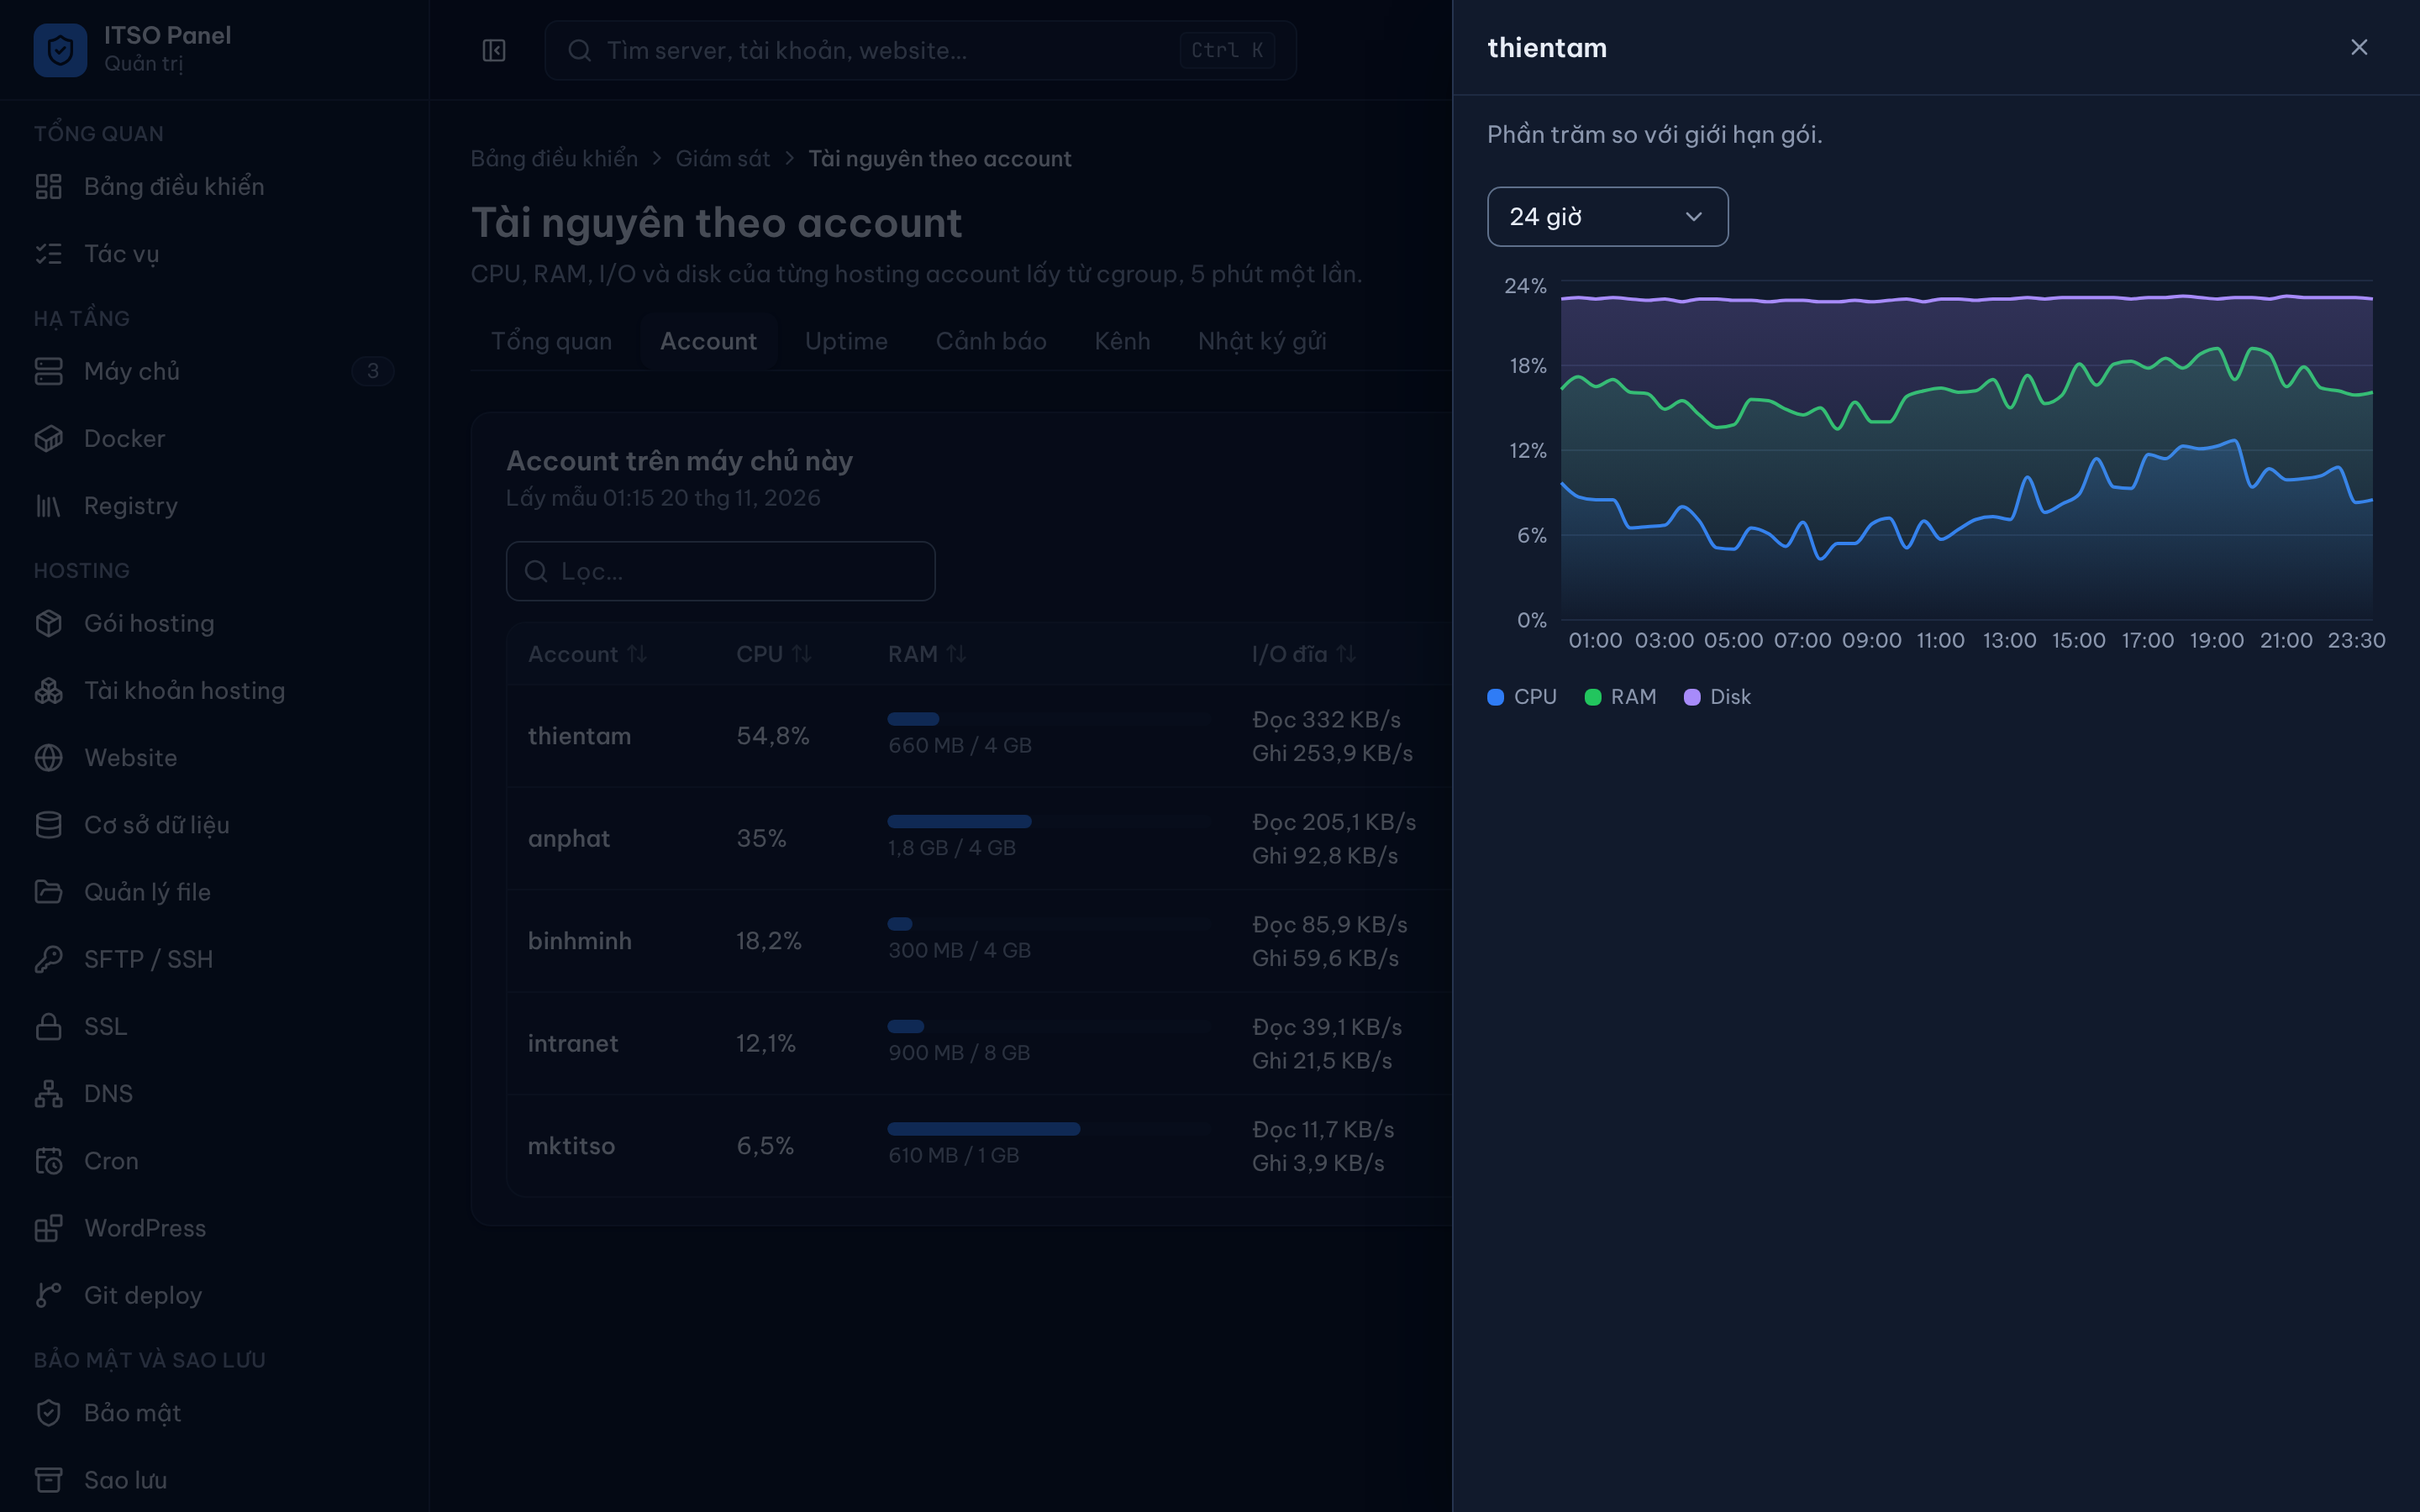 ITSO Panel
Quản trị
TỔNG QUAN
Bảng điều khiển
Tác vụ
HẠ TẦNG
Máy chủ 3
Docker
Registry
HOSTING
Gói hosting
Tài khoản hosting
Website
Cơ sở dữ liệu
Quản lý file
SFTP / SSH
SSL
DNS
Cron
WordPress
Git deploy
BẢO MẬT VÀ SAO LƯU
Bảo mật
Sao lưu
Tìm server, tài khoản, website... Ctrl K
Bảng điều khiển > Giám sát > Tài nguyên theo account
Tài nguyên theo account
CPU, RAM, I/O và disk của từng hosting account lấy từ cgroup, 5 phút một lần.
Tổng quan Account Uptime Cảnh báo Kênh Nhật ký gửi
Account trên máy chủ này
Lấy mẫu 01:15 20 thg 11, 2026
Lọc...
Account CPU RAM I/O đĩa
thientam 54,8% 660 MB / 4 GB Đọc 332 KB/s
Ghi 253,9 KB/s
anphat 35% 1,8 GB / 4 GB Đọc 205,1 KB/s
Ghi 92,8 KB/s
binhminh 18,2% 300 MB / 4 GB Đọc 85,9 KB/s
Ghi 59,6 KB/s
intranet 12,1% 900 MB / 8 GB Đọc 39,1 KB/s
Ghi 21,5 KB/s
mktitso 6,5% 610 MB / 1 GB Đọc 11,7 KB/s
Ghi 3,9 KB/s
thientam
Phần trăm so với giới hạn gói.
24 giờ
24%
18%
12%
6%
0%
01:00 03:00 05:00 07:00 09:00 11:00 13:00 15:00 17:00 19:00 21:00 23:30
CPU RAM Disk